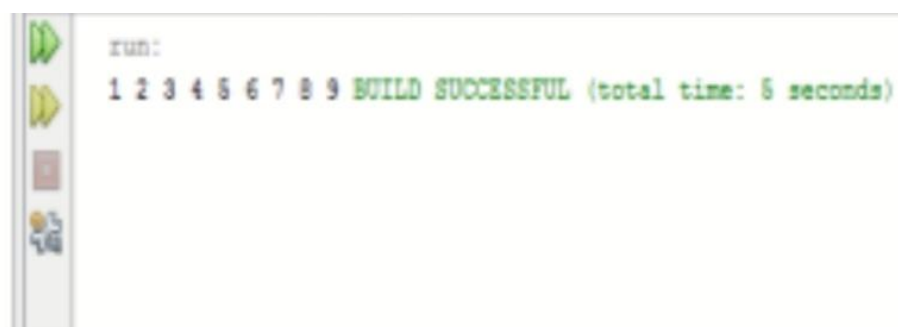 run:
1 2 3 4 5 6 7 8 9 BUILD SUCCESSFUL (total time: 5 seconds)